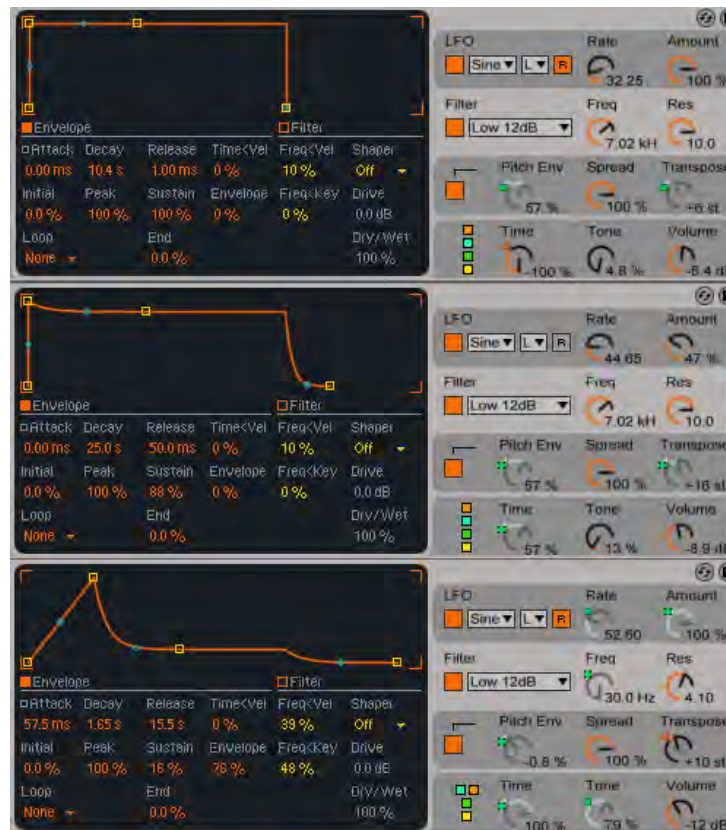 LFO Rate Amount
Sine L R 32.25 100 %
Filter Freq Res
Envelope Filter Low 12dB 7.02 kH 10.0
Attack Decay Release Time<Vel Freq<Vel Shaper
0.00 ms 10.4 s 1.00 ms 0 % 10 % Off
Pitch Env Spread Transpose
57 % 100 % +6 st
Initial Peak Sustain Envelope Freq<Key Drive
0.0 % 100 % 100 % 0 % 0 % 0.0 dB
Loop End Dry/Wet
None 0.0 % 100 %
Time Tone Volume
-100 % 4.8 % -6.4 d
LFO Rate Amount
Sine L R 44.65 47 %
Filter Freq Res
Envelope Filter Low 12dB 7.02 kH 10.0
Attack Decay Release Time<Vel Freq<Vel Shaper
0.00 ms 25.0 s 50.0 ms 0 % 10 % Off
Pitch Env Spread Transpose
57 % 100 % +16 st
Initial Peak Sustain Envelope Freq<Key Drive
0.0 % 100 % 88 % 0 % 0 % 0.0 dB
Loop End Dry/Wet
None 0.0 % 100 %
Time Tone Volume
57 % 13 % -8.9 dB
LFO Rate Amount
Sine L R 52.60 100 %
Filter Freq Res
Envelope Filter Low 12dB 30.0 Hz 4.10
Attack Decay Release Time<Vel Freq<Vel Shaper
57.5 ms 1.65 s 15.5 s 0 % 39 % Off
Pitch Env Spread Transpose
-0.8 % 100 % +10 st
Initial Peak Sustain Envelope Freq<Key Drive
0.0 % 100 % 16 % 76 % 48 % 0.0 dB
Loop End Dry/Wet
None 0.0 % 100 %
Time Tone Volume
100 % 79 % -12 dB